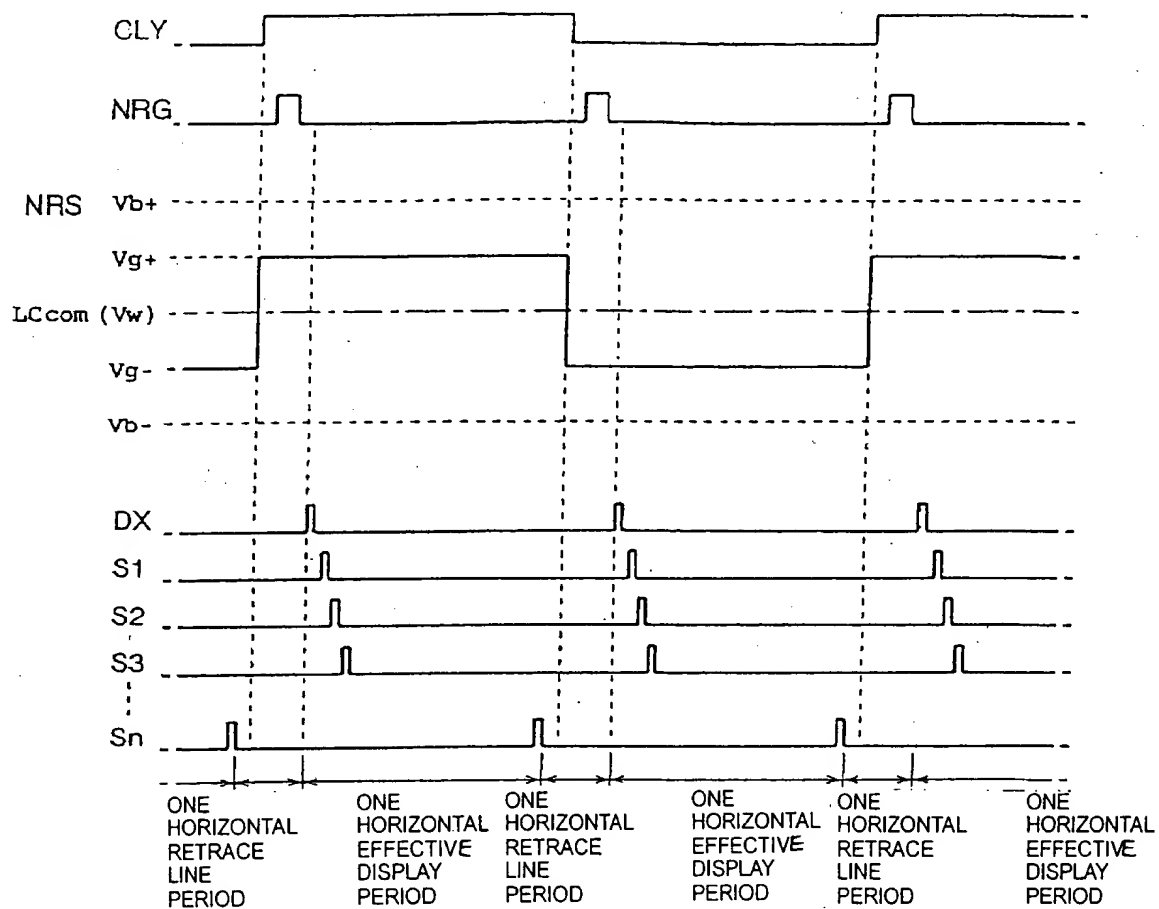 CLY
NRG
NRS Vb+
Vg+
LCcom (Vw)
Vg-
Vb-
DX
S1
S2
S3
Sn
ONE
HORIZONTAL
RETRACE
LINE
PERIOD
ONE
HORIZONTAL
EFFECTIVE
DISPLAY
PERIOD
ONE
HORIZONTAL
RETRACE
LINE
PERIOD
ONE
HORIZONTAL
EFFECTIVE
DISPLAY
PERIOD
ONE
HORIZONTAL
RETRACE
LINE
PERIOD
ONE
HORIZONTAL
EFFECTIVE
DISPLAY
PERIOD